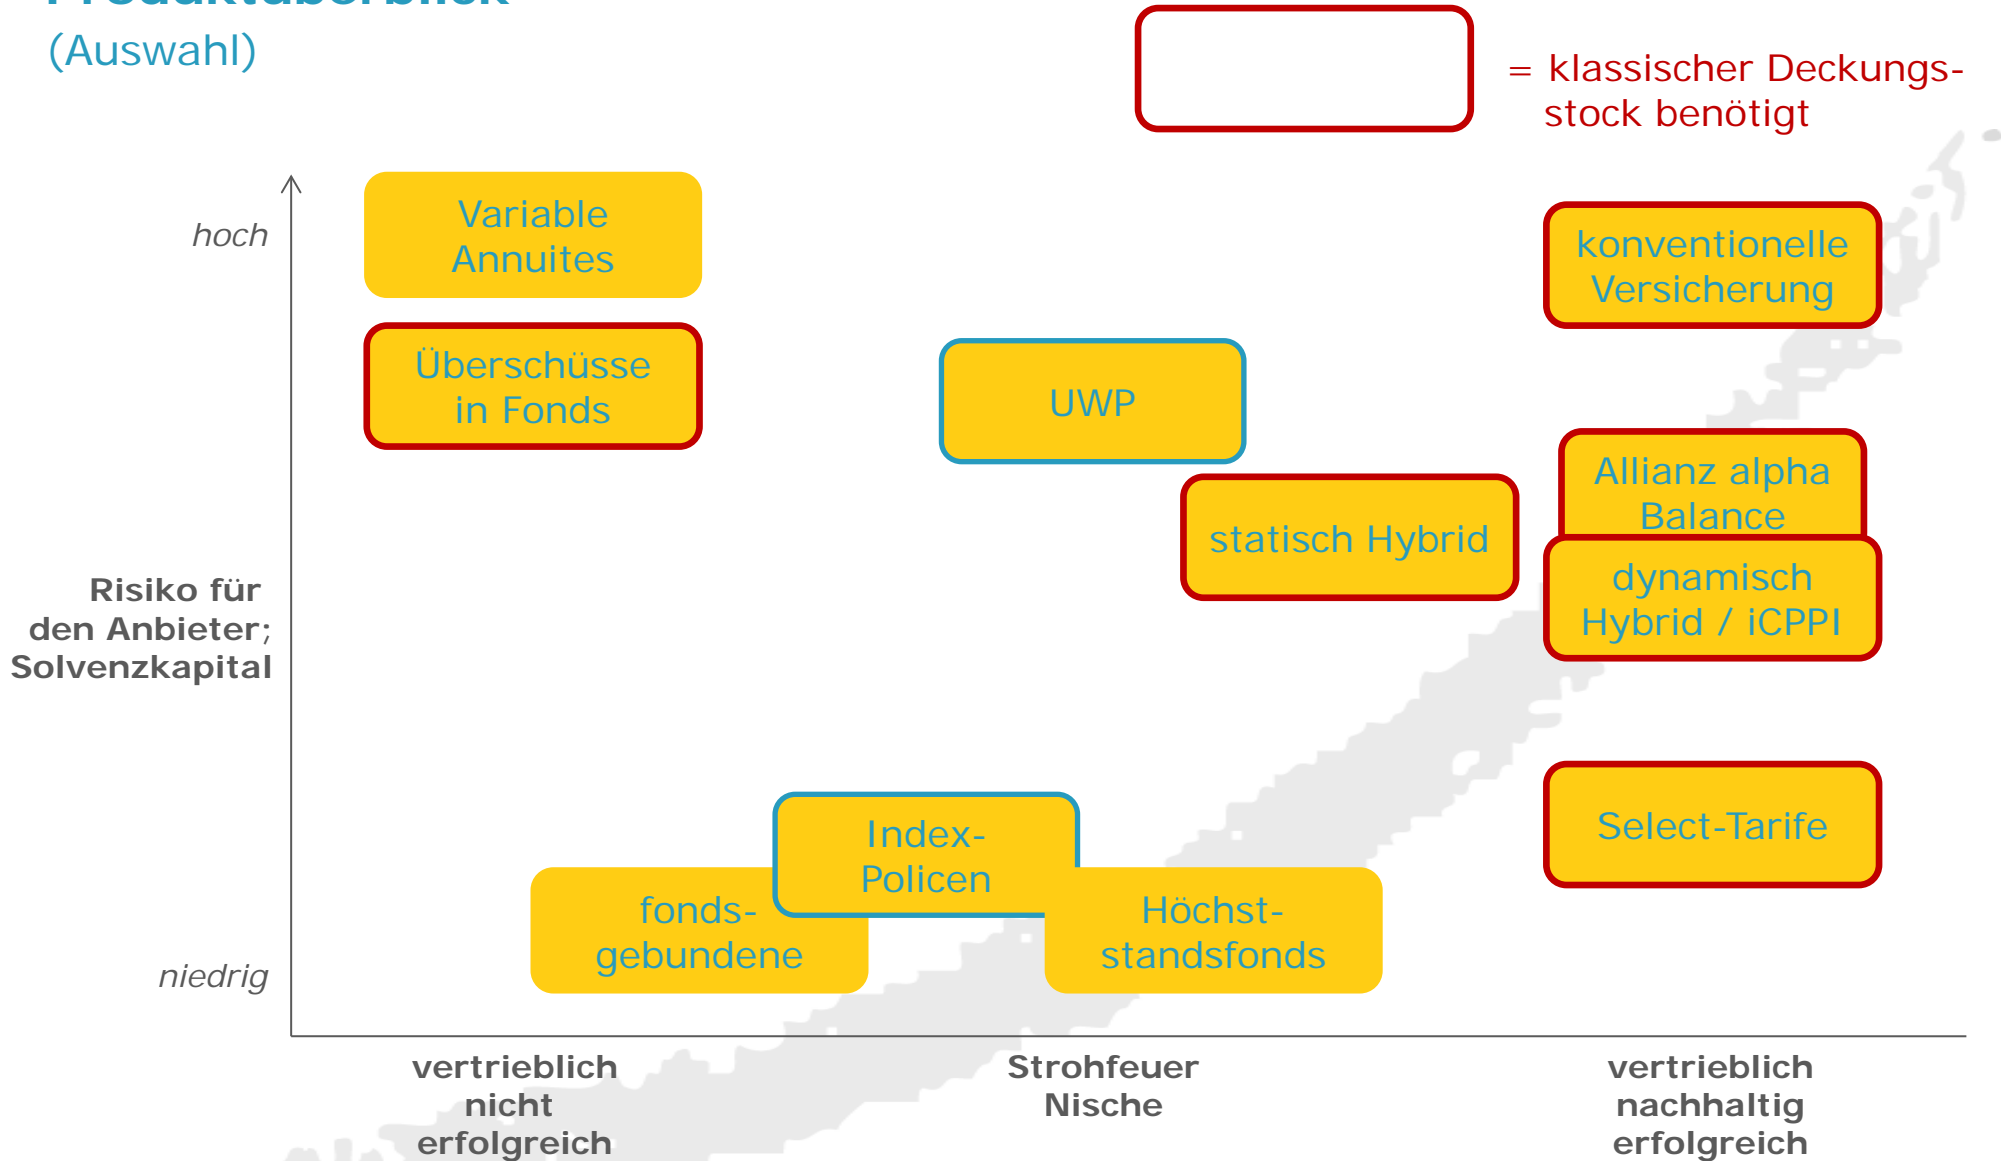 (Auswahl)
= klassischer Deckungs-
stock benötigt
hoch
Variable
Annuites
konventionelle
Versicherung
Überschüsse
in Fonds
UWP
Allianz alpha
Balance
statisch Hybrid
dynamisch
Hybrid / iCPPI
Risiko für
den Anbieter;
Solvenzkapital
Select-Tarife
Index-
Policen
fonds-
gebundene
Höchst-
standsfonds
niedrig
vertrieblich
nicht
erfolgreich
Strohfeuer
Nische
vertrieblich
nachhaltig
erfolgreich